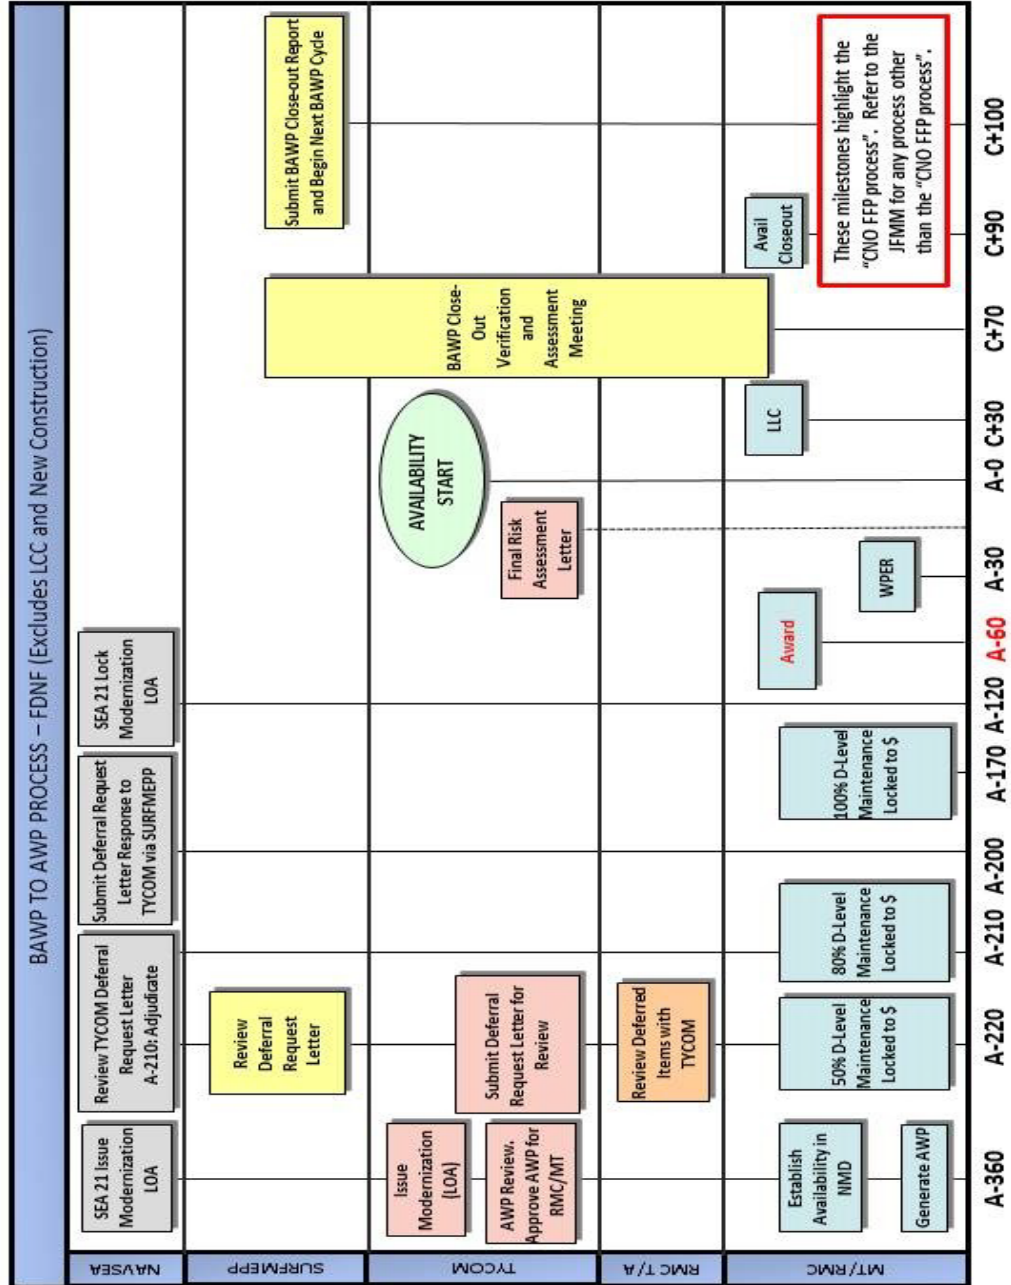 BAWP TO AWP PROCESS – FDNF (Excludes LCC and New Construction)
NAVSEA
SEA 21 Issue
Modernization
LOA
Review TYCOM Deferral
Request Letter
A-210: Adjudicate
Submit Deferral Request
Letter Response to
TYCOM via SURFMEPP
SEA 21 Lock
Modernization
LOA
SURFMEPP
Review
Deferral
Request
Letter
Submit BAWP Close-out Report
and Begin Next BAWP Cycle
TYCOM
Issue
Modernization
(LOA)
AWP Review.
Approve AWP for
RMC/MT
Submit Deferral
Request Letter for
Review
Final Risk
Assessment
Letter
AVAILABILITY
START
BAWP Close-
Out
Verification
and
Assessment
Meeting
RMC T/A
Review Deferred
Items with
TYCOM
MT/RMC
Establish
Availability in
NMD
Generate AWP
50% D-Level
Maintenance
Locked to $
80% D-Level
Maintenance
Locked to $
100% D-Level
Maintenance
Locked to $
Award
WPER
LLC
Avail
Closeout
These milestones highlight the
"CNO FFP process". Refer to the
JFMM for any process other
than the "CNO FFP process".
A-360
A-220
A-210
A-200
A-170
A-120
A-60
A-30
A-0
C+30
C+70
C+90
C+100